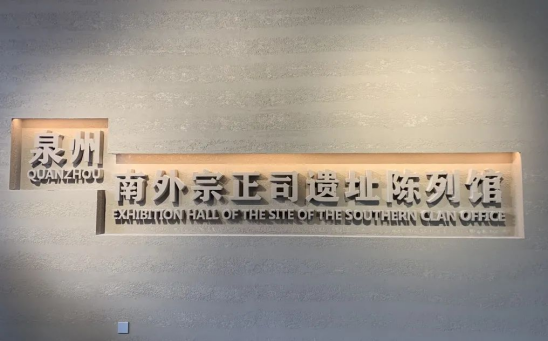 泉州
QUANZHOU
南外宗正司遗址陈列馆
EXHIBITION HALL OF THE SITE OF THE SOUTHERN CLAN OFFICE